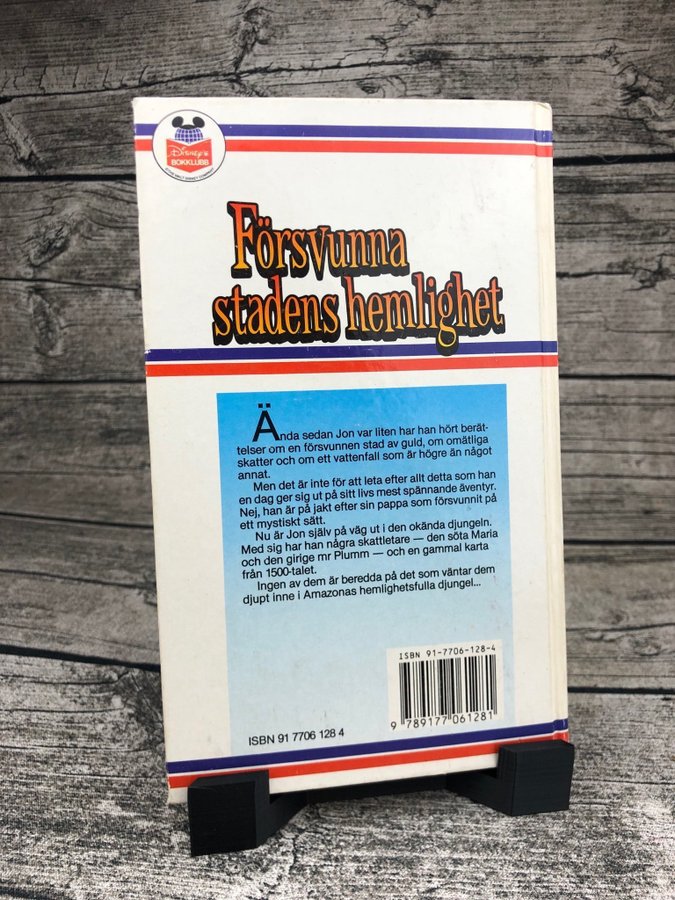 Disney's
BOKKLUBB
Försvunna
stadens hemlighet
Ända sedan Jon var liten har han hört berät-
telser om en försvunnen stad av guld, om omätliga
skatter och om ett vattenfall som är högre än något
annat.
Men det är inte för att leta efter allt detta som han
en dag ger sig ut på sitt livs mest spännande äventyr.
Nej, han är på jakt efter sin pappa som försvunnit på
ett mystiskt sätt.
Nu är Jon själv på väg ut i den okända djungeln.
Med sig har han några skattletare — den söta Maria
och den girige mr Plumm — och en gammal karta
från 1500-talet.
Ingen av dem är beredda på det som väntar dem
djupt inne i Amazonas hemlighetsfulla djungel...
ISBN 91-7706-128-4
9 789177 061281
ISBN 91 7706 128 4